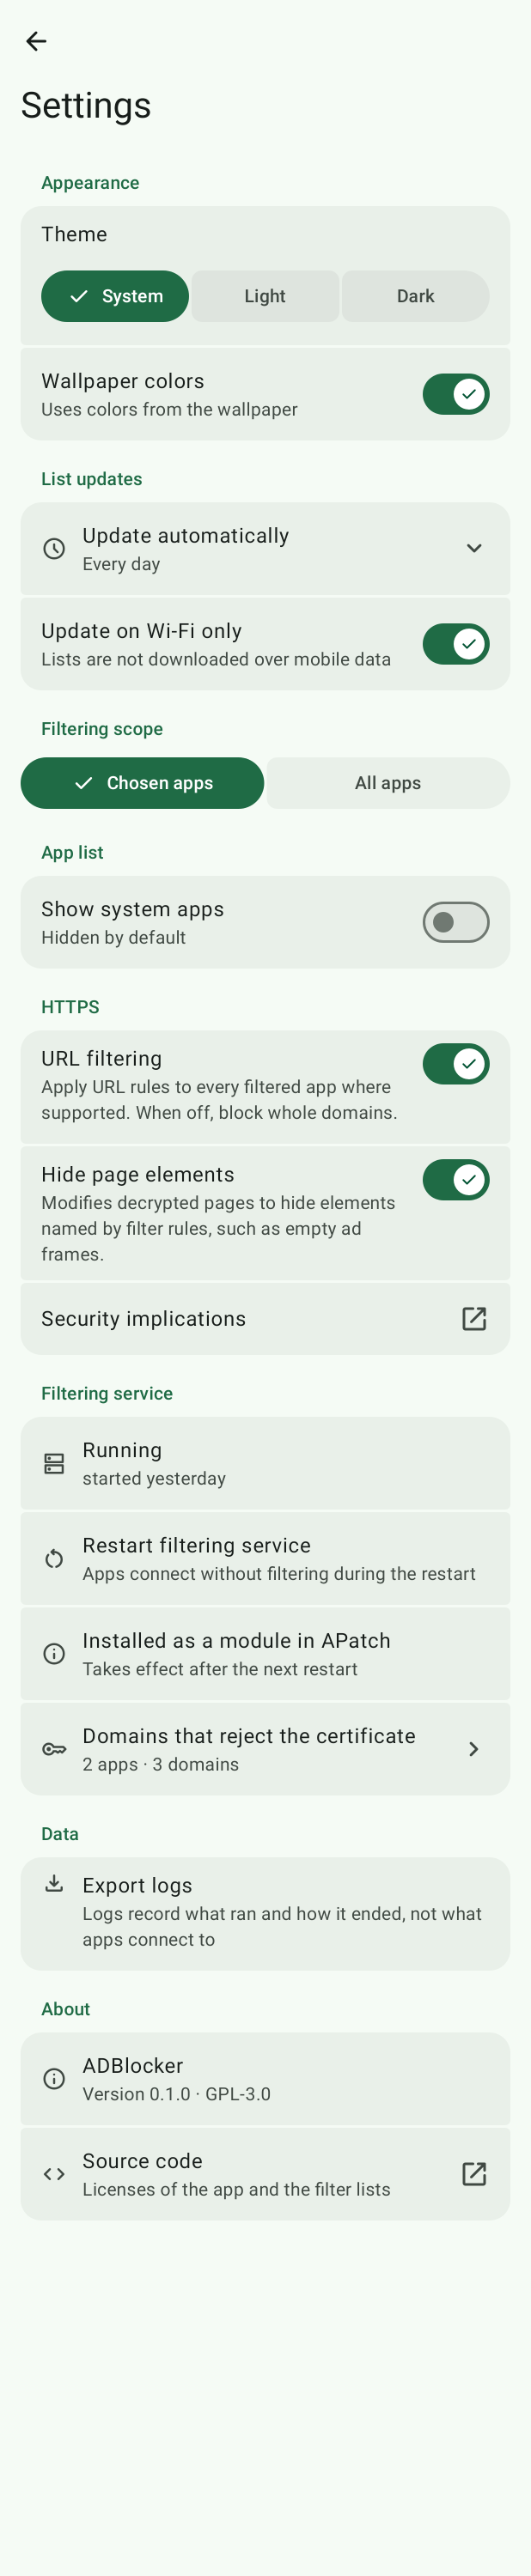 Settings
Appearance
Theme
System
Light
Dark
Wallpaper colors
Uses colors from the wallpaper
List updates
Update automatically
Every day
Update on Wi-Fi only
Lists are not downloaded over mobile data
Filtering scope
Chosen apps
All apps
App list
Show system apps
Hidden by default
HTTPS
URL filtering
Apply URL rules to every filtered app where
supported. When off, block whole domains.
Hide page elements
Modifies decrypted pages to hide elements
named by filter rules, such as empty ad
frames.
Security implications
Filtering service
Running
started yesterday
Restart filtering service
Apps connect without filtering during the restart
Installed as a module in APatch
Takes effect after the next restart
Domains that reject the certificate
2 apps · 3 domains
Data
Export logs
Logs record what ran and how it ended, not what
apps connect to
About
ADBlocker
Version 0.1.0 · GPL-3.0
Source code
Licenses of the app and the filter lists